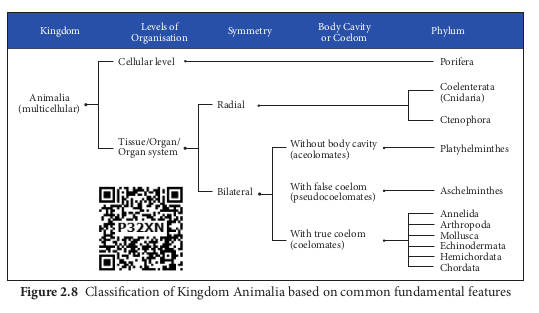 Kingdom
Levels of
Organisation
Symmetry
Body Cavity
or Coelom
Phylum
Cellular level
Porifera
Animalia
(multicellular)
Radial
Coelenterata
(Cnidaria)
Ctenophora
Tissue/Organ/
Organ system
Without body cavity
(aceolomates)
Platyhelminthes
Bilateral
With false coelom
(pseudocoelomates)
Aschelminthes
With true coelom
(coelomates)
Annelida
Arthropoda
Mollusca
Echinodermata
Hemichordata
Chordata
P32XN
Figure 2.8 Classification of Kingdom Animalia based on common fundamental features